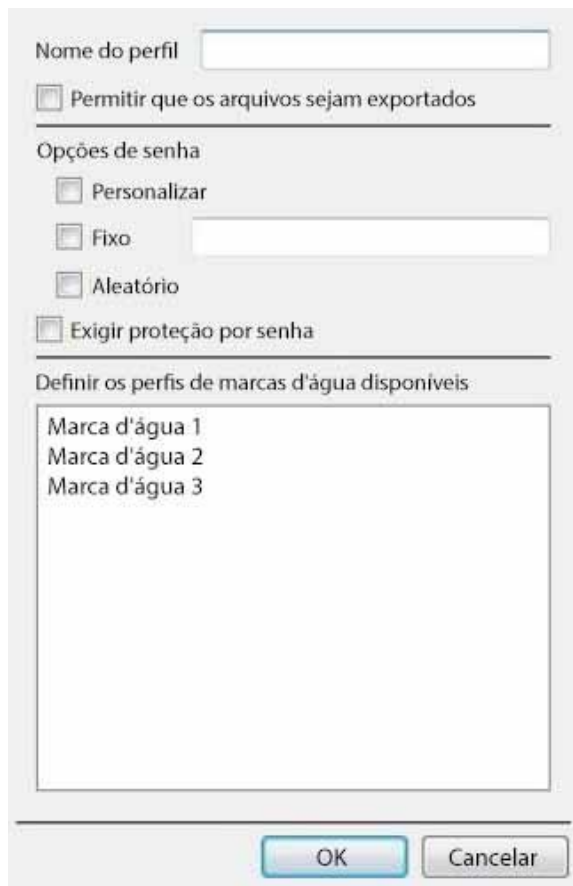 Nome do perfil
Permitir que os arquivos sejam exportados
Opções de senha
Personalizar
Fixo
Aleatório
Exigir proteção por senha
Definir os perfis de marcas d'água disponíveis
Marca d'água 1
Marca d'água 2
Marca d'água 3
OK Cancelar